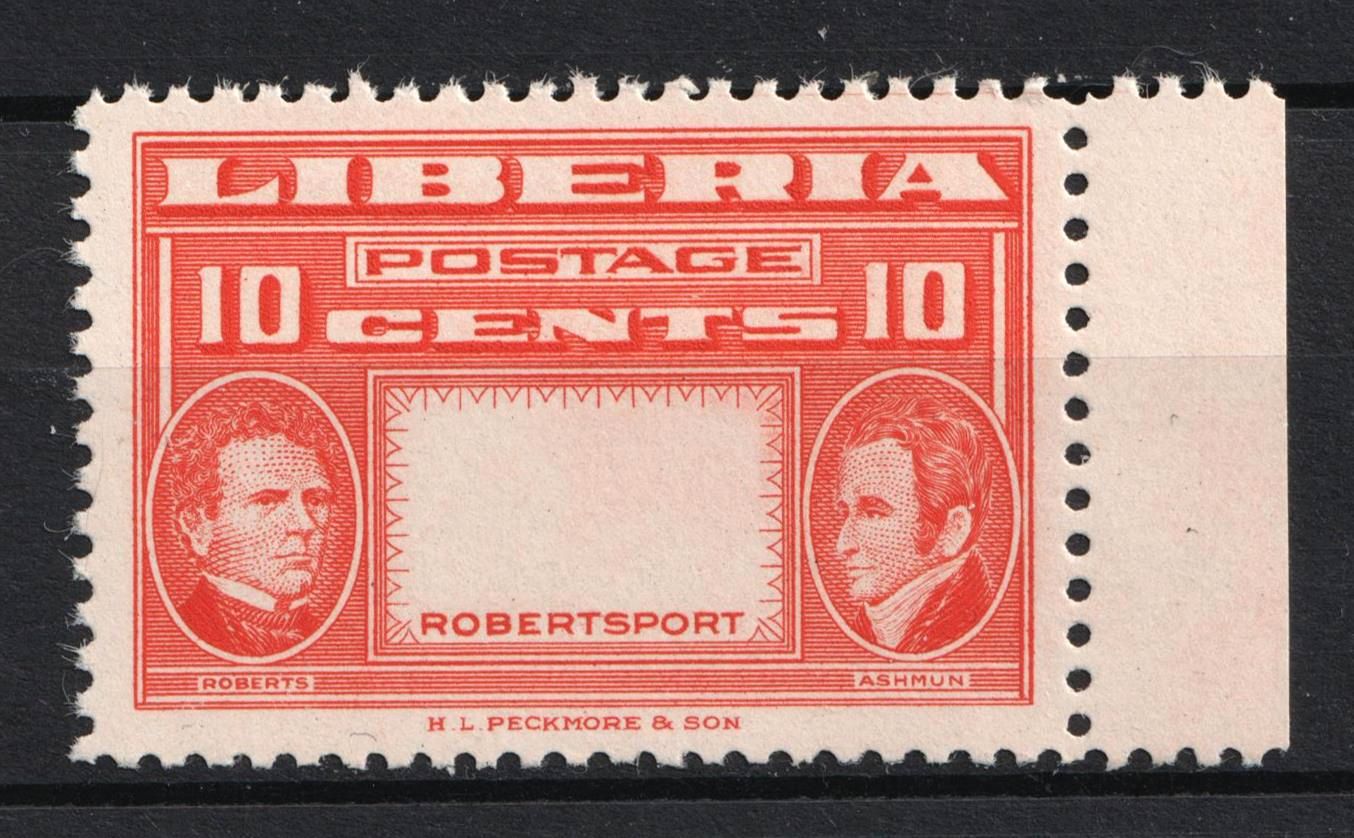 LIBERIA
POSTAGE
10 CENTS 10
ROBERTSPORT
ROBERTS ASHMUN
H.L.PECKMORE & SON